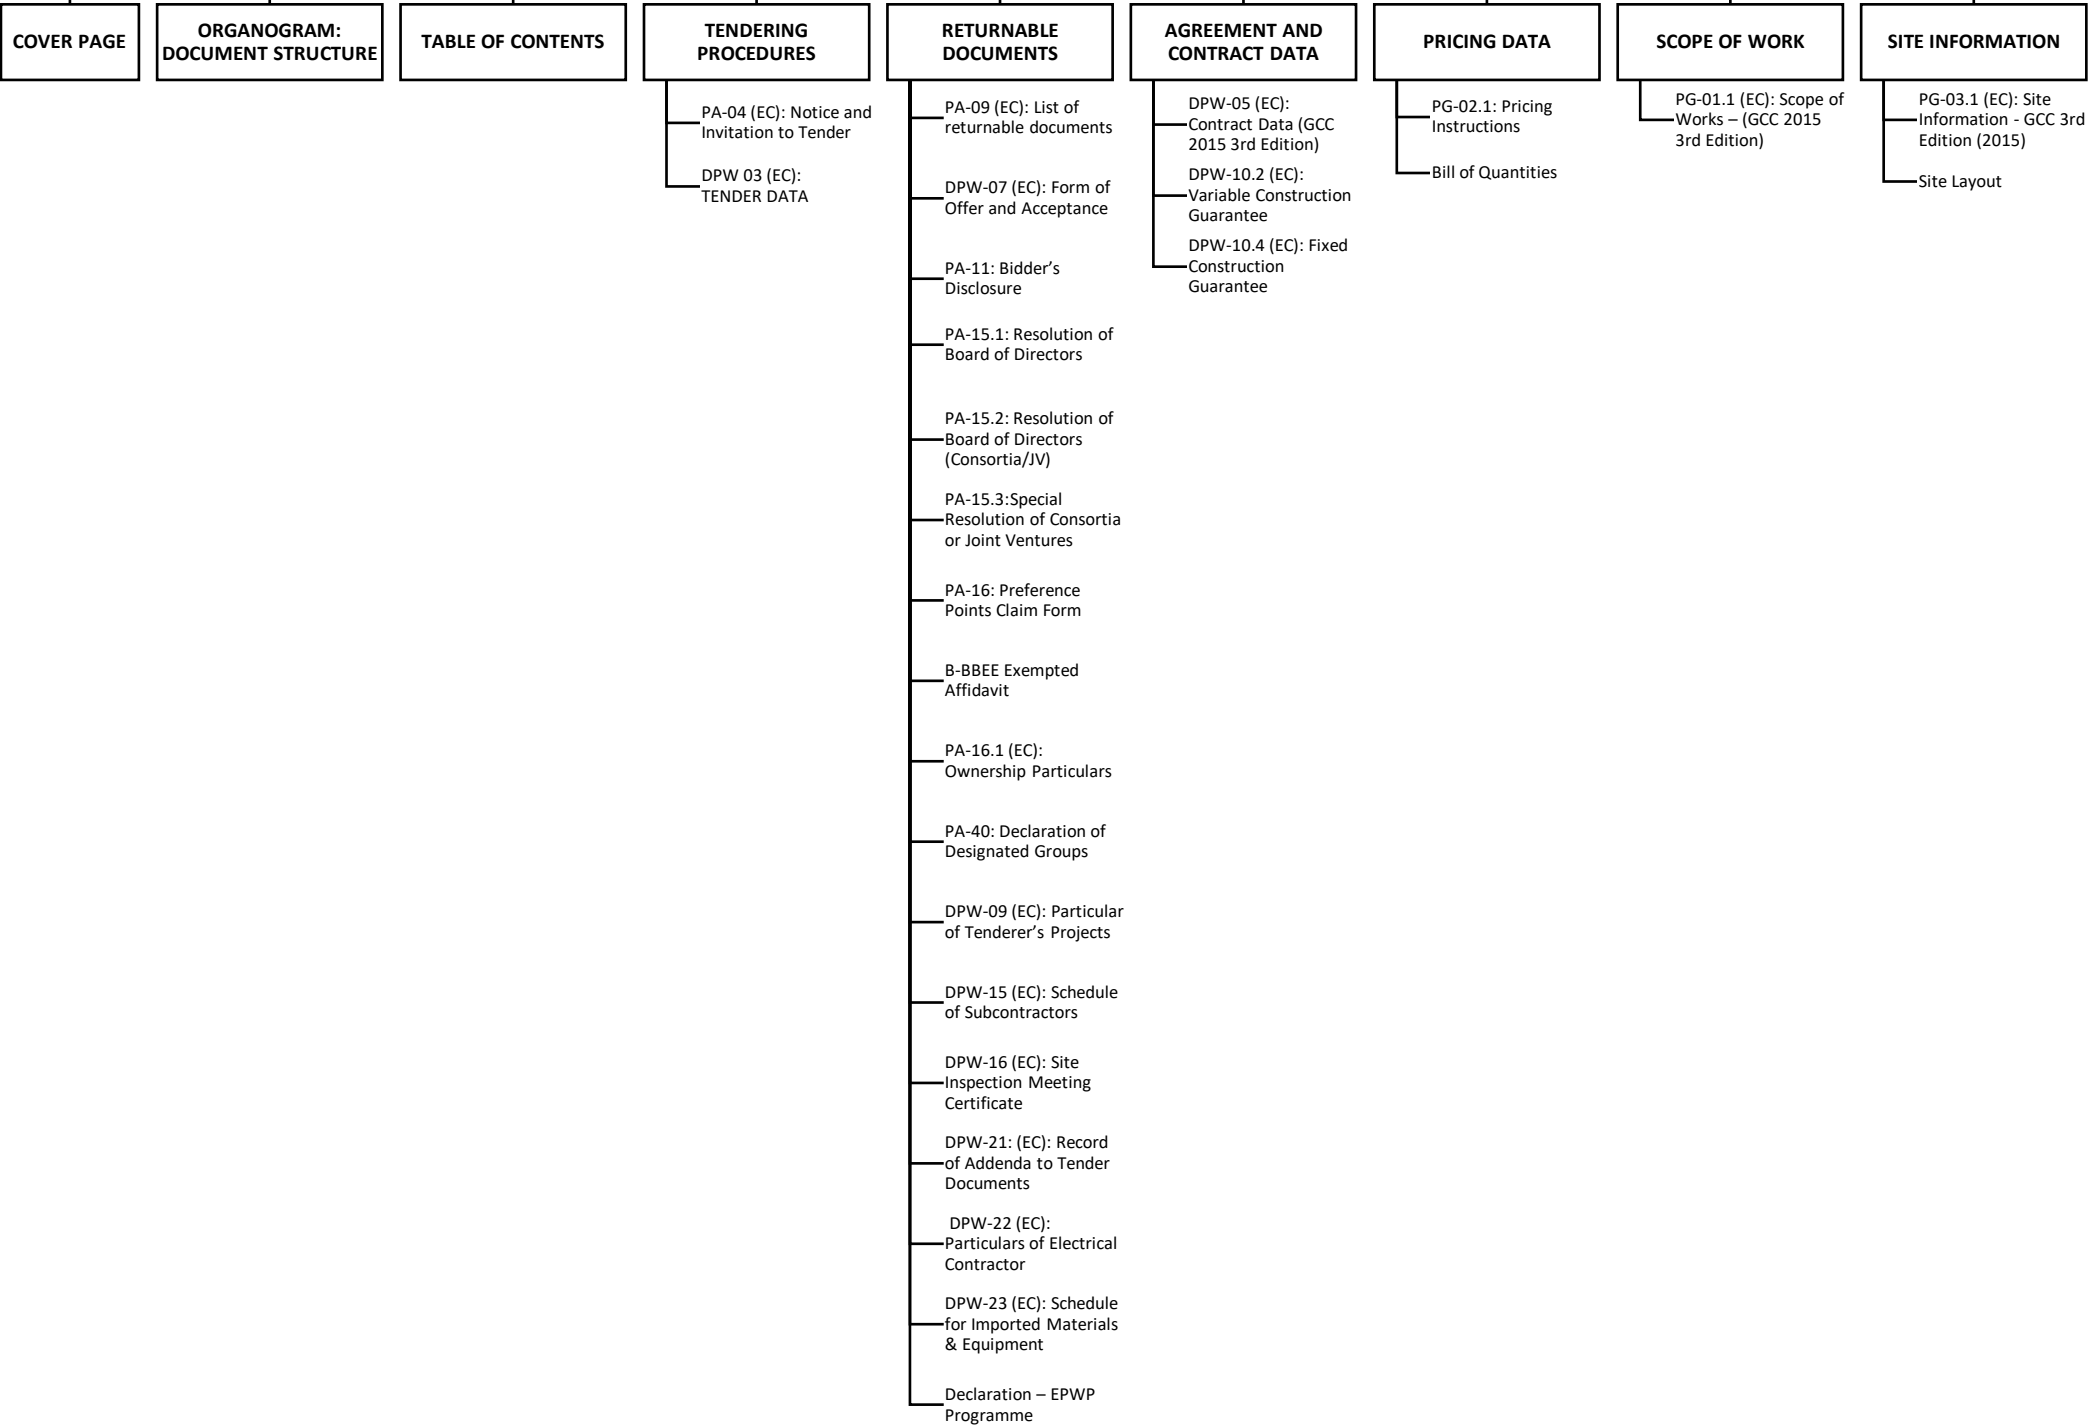 COVER PAGE
ORGANOGRAM:
DOCUMENT STRUCTURE
TABLE OF CONTENTS
TENDERING
PROCEDURES
RETURNABLE
DOCUMENTS
AGREEMENT AND
CONTRACT DATA
PRICING DATA
SCOPE OF WORK
SITE INFORMATION
PA-04 (EC): Notice and
Invitation to Tender
DPW 03 (EC):
TENDER DATA
PA-09 (EC): List of
returnable documents
DPW-07 (EC): Form of
Offer and Acceptance
PA-11: Bidder’s
Disclosure
PA-15.1: Resolution of
Board of Directors
PA-15.2: Resolution of
Board of Directors
(Consortia/JV)
PA-15.3:Special
Resolution of Consortia
or Joint Ventures
PA-16: Preference
Points Claim Form
B-BBEE Exempted
Affidavit
PA-16.1 (EC):
Ownership Particulars
PA-40: Declaration of
Designated Groups
DPW-09 (EC): Particular
of Tenderer’s Projects
DPW-15 (EC): Schedule
of Subcontractors
DPW-16 (EC): Site
Inspection Meeting
Certificate
DPW-21: (EC): Record
of Addenda to Tender
Documents
DPW-22 (EC):
Particulars of Electrical
Contractor
DPW-23 (EC): Schedule
for Imported Materials
& Equipment
Declaration – EPWP
Programme
DPW-05 (EC):
Contract Data (GCC
2015 3rd Edition)
DPW-10.2 (EC):
Variable Construction
Guarantee
DPW-10.4 (EC): Fixed
Construction
Guarantee
PG-02.1: Pricing
Instructions
Bill of Quantities
PG-01.1 (EC): Scope of
Works – (GCC 2015
3rd Edition)
PG-03.1 (EC): Site
Information - GCC 3rd
Edition (2015)
Site Layout